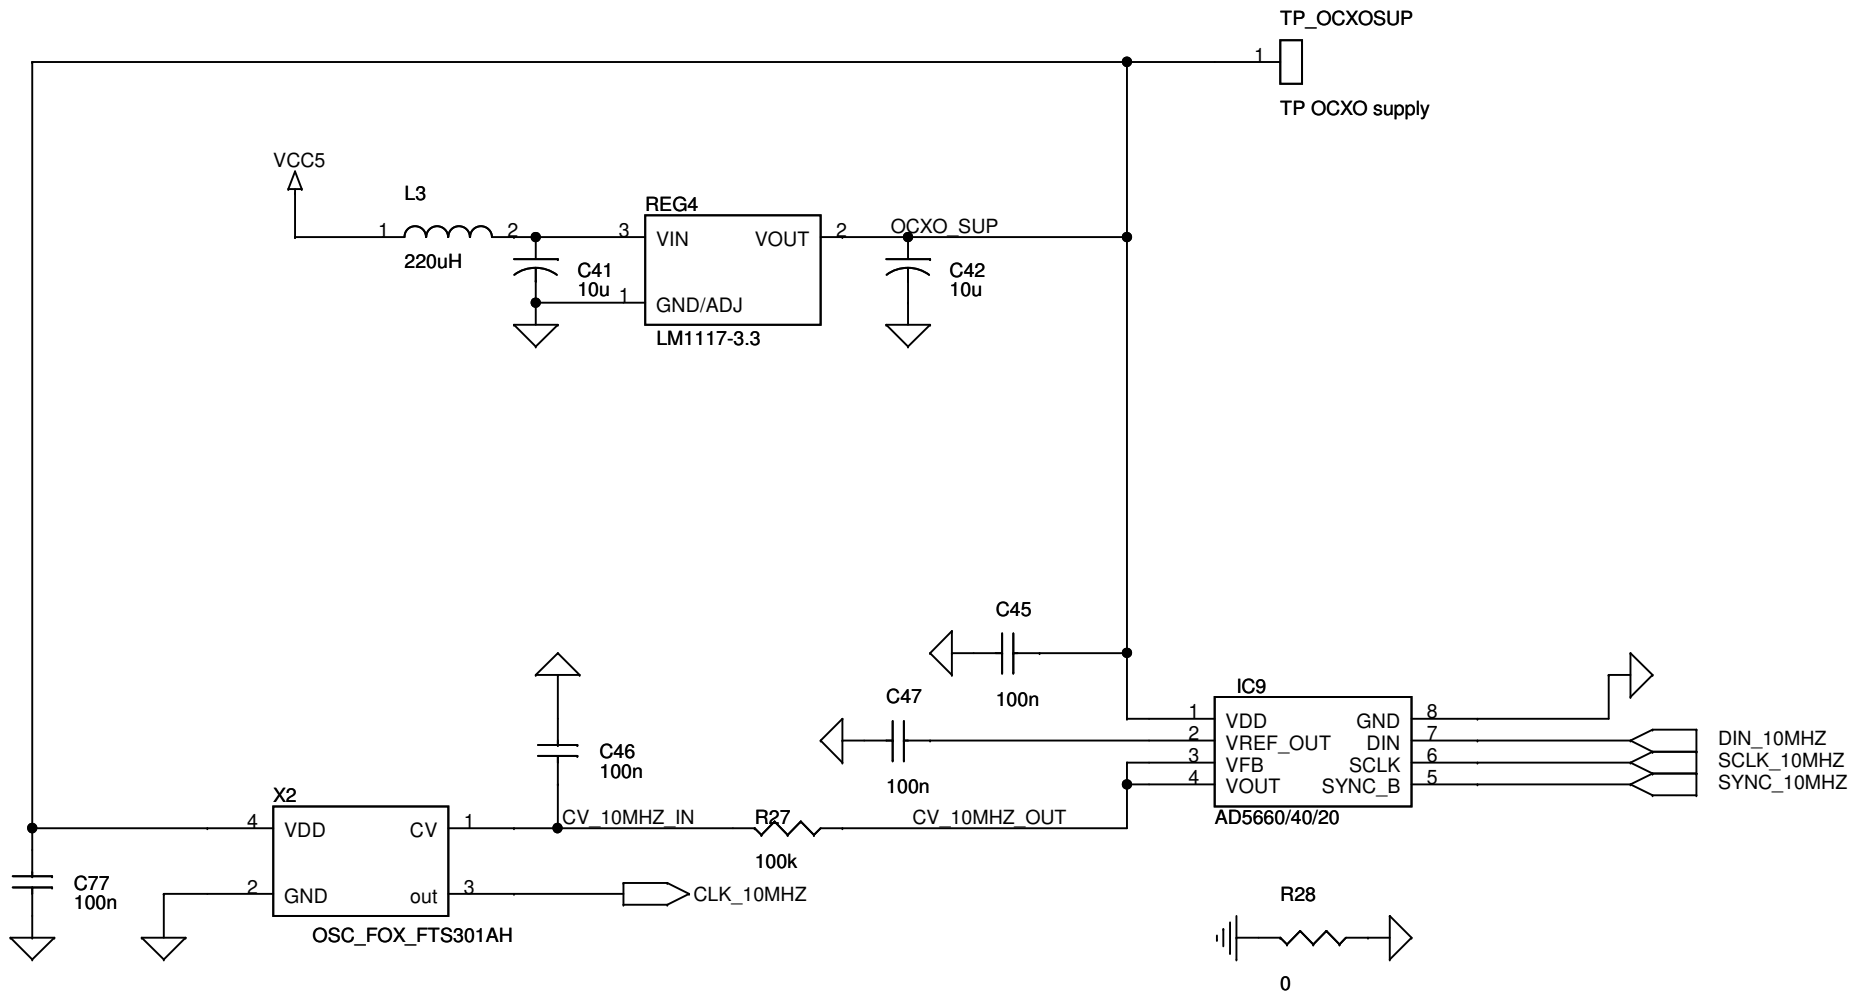 TP_OCXOSUP
1
TP OCXO supply
VCC5
L3
1
2
220uH
REG4
3
VIN
VOUT
2
OCXO_SUP
C41
10u
1
GND/ADJ
LM1117-3.3
C42
10u
C45
100n
C47
100n
C46
100n
IC9
1
VDD
GND
8
2
VREF_OUT
DIN
7
DIN_10MHZ
3
VFB
SCLK
6
SCLK_10MHZ
4
VOUT
SYNC_B
5
SYNC_10MHZ
AD5660/40/20
X2
4
VDD
CV
1
CV_10MHZ_IN
R27
100k
CV_10MHZ_OUT
C77
100n
2
GND
out
3
CLK_10MHZ
OSC_FOX_FTS301AH
R28
0